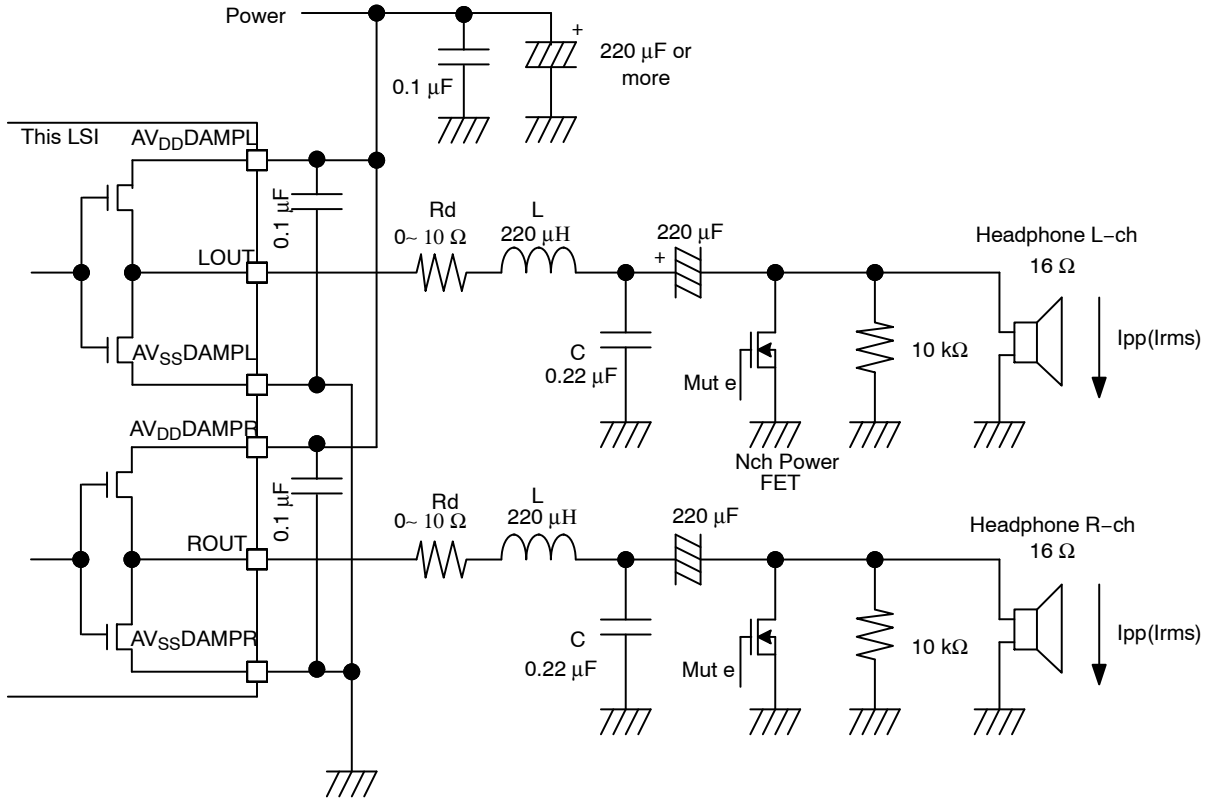 Power
+
220 μF or
more
0.1 μF
This LSI
AVDDDAMPL
0.1 μF
Rd
0~ 10 Ω
L
220 μH
220 μF
+
Headphone L−ch
16 Ω
LOUT
Ipp(Irms)
C
0.22 μF
Mut e
10 kΩ
AVSSDAMPL
AVDDDAMPR
Nch Power
FET
0.1 μF
Rd
0~ 10 Ω
L
220 μH
220 μF
Headphone R−ch
16 Ω
ROUT
Ipp(Irms)
C
0.22 μF
Mut e
10 kΩ
AVSSDAMPR